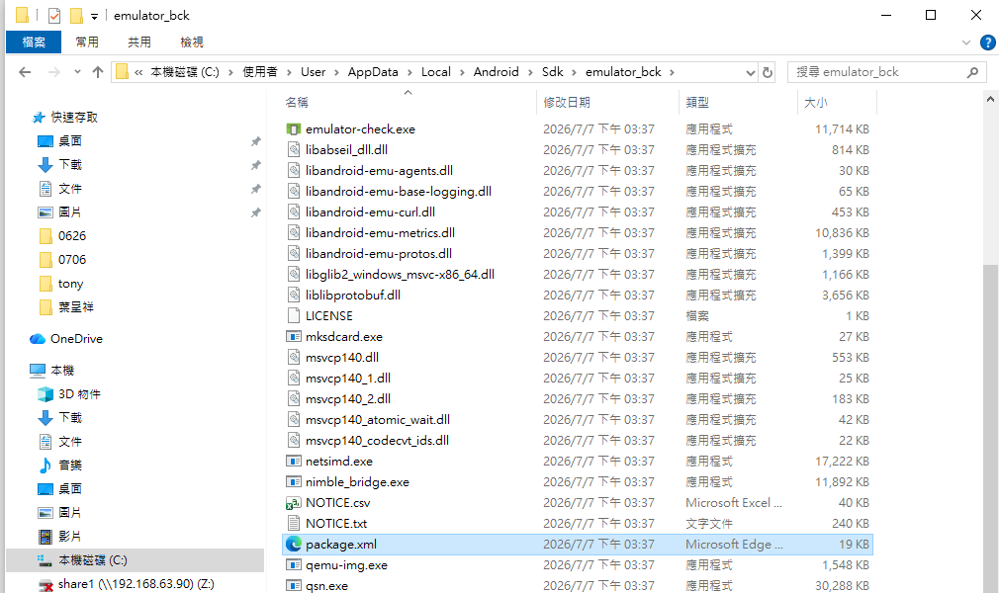 emulator_bck
檔案 常用 共用 檢視
« 本機磁碟 (C:) › 使用者 › User › AppData › Local › Android › Sdk › emulator_bck › 搜尋 emulator_bck
快速存取
桌面
下載
文件
圖片
0626
0706
tony
葉呈祥
OneDrive
本機
3D 物件
下載
文件
音樂
桌面
圖片
影片
本機磁碟 (C:)
share1 (\\192.168.63.90) (Z:)
名稱 修改日期 類型 大小
emulator-check.exe 2026/7/7 下午 03:37 應用程式 11,714 KB
libabseil_dll.dll 2026/7/7 下午 03:37 應用程式擴充 814 KB
libandroid-emu-agents.dll 2026/7/7 下午 03:37 應用程式擴充 30 KB
libandroid-emu-base-logging.dll 2026/7/7 下午 03:37 應用程式擴充 65 KB
libandroid-emu-curl.dll 2026/7/7 下午 03:37 應用程式擴充 453 KB
libandroid-emu-metrics.dll 2026/7/7 下午 03:37 應用程式擴充 10,836 KB
libandroid-emu-protos.dll 2026/7/7 下午 03:37 應用程式擴充 1,399 KB
libglib2_windows_msvc-x86_64.dll 2026/7/7 下午 03:37 應用程式擴充 1,166 KB
liblibprotobuf.dll 2026/7/7 下午 03:37 應用程式擴充 3,656 KB
LICENSE 2026/7/7 下午 03:37 檔案 1 KB
mksdcard.exe 2026/7/7 下午 03:37 應用程式 27 KB
msvcp140.dll 2026/7/7 下午 03:37 應用程式擴充 553 KB
msvcp140_1.dll 2026/7/7 下午 03:37 應用程式擴充 25 KB
msvcp140_2.dll 2026/7/7 下午 03:37 應用程式擴充 183 KB
msvcp140_atomic_wait.dll 2026/7/7 下午 03:37 應用程式擴充 42 KB
msvcp140_codecvt_ids.dll 2026/7/7 下午 03:37 應用程式擴充 22 KB
netsimd.exe 2026/7/7 下午 03:37 應用程式 17,222 KB
nimble_bridge.exe 2026/7/7 下午 03:37 應用程式 11,892 KB
NOTICE.csv 2026/7/7 下午 03:37 Microsoft Excel ... 40 KB
NOTICE.txt 2026/7/7 下午 03:37 文字文件 240 KB
package.xml 2026/7/7 下午 03:37 Microsoft Edge ... 19 KB
qemu-img.exe 2026/7/7 下午 03:37 應用程式 1,548 KB
qsn.exe 2026/7/7 下午 03:37 應用程式 30,288 KB